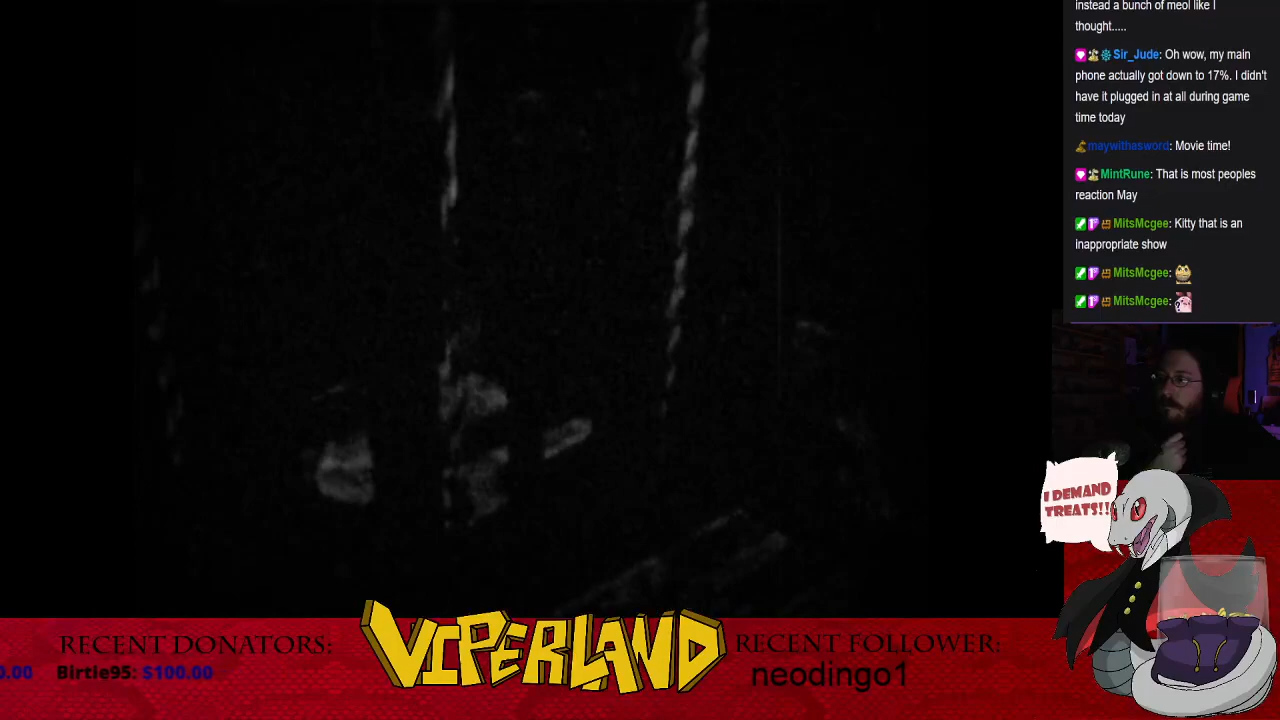 instead a bunch of meol like I
thought.....
Sir_Jude: Oh wow, my main
phone actually got down to 17%. I didn't
have it plugged in at all during game
time today
maywithesword: Movie time!
MintRune: That is most peoples
reaction May
MitsMcgee: Kitty that is an
inappropriate show
MitsMcgee:
MitsMcgee:
I DEMAND
TREATS!!
RECENT DONATORS:
0.00 Birtie95: $100.00
VIPERLAND
RECENT FOLLOWER:
neodingo1